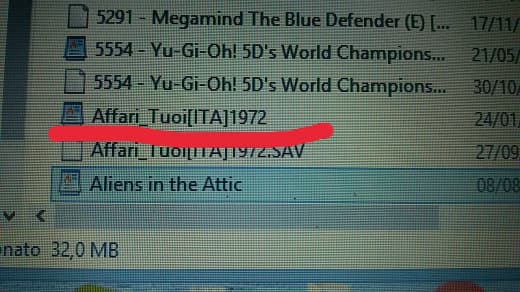 5291 - Megamind The Blue Defender (E) [... 17/11/
5554 - Yu-Gi-Oh! 5D's World Champions... 21/05/
5554 - Yu-Gi-Oh! 5D's World Champions... 30/10/
Affari_Tuoi[ITA]1972 24/01/
Affari_Tuoi[ITA]1972.SAV 27/09
Aliens in the Attic 08/08
nato 32,0 MB